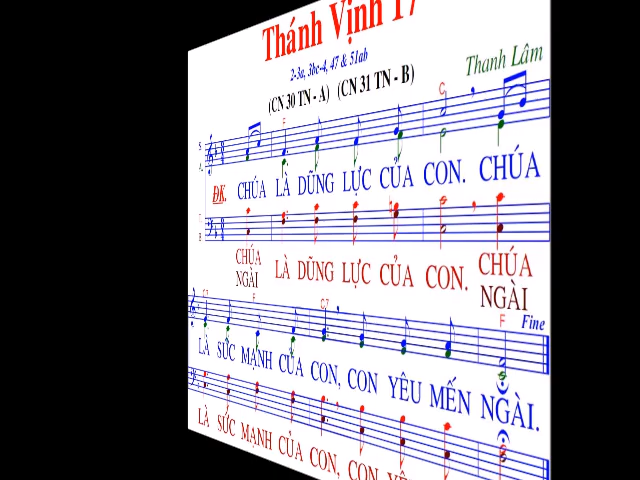 Thánh Vịnh 17
2-3a, 3bc-4, 47 & 51ab
Thanh Lâm
(CN 30 TN - A) (CN 31 TN - B)
C
F
S.
A.
ĐK. CHÚA LÀ DŨNG LỰC CỦA CON. CHÚA
T.
B.
CHÚA LÀ DŨNG LỰC CỦA CON. CHÚA
NGÀI NGÀI
C7 F C7 F Fine
LÀ SỨC MẠNH CỦA CON, CON YÊU MẾN NGÀI.
LÀ SỨC MẠNH CỦA CON, CON